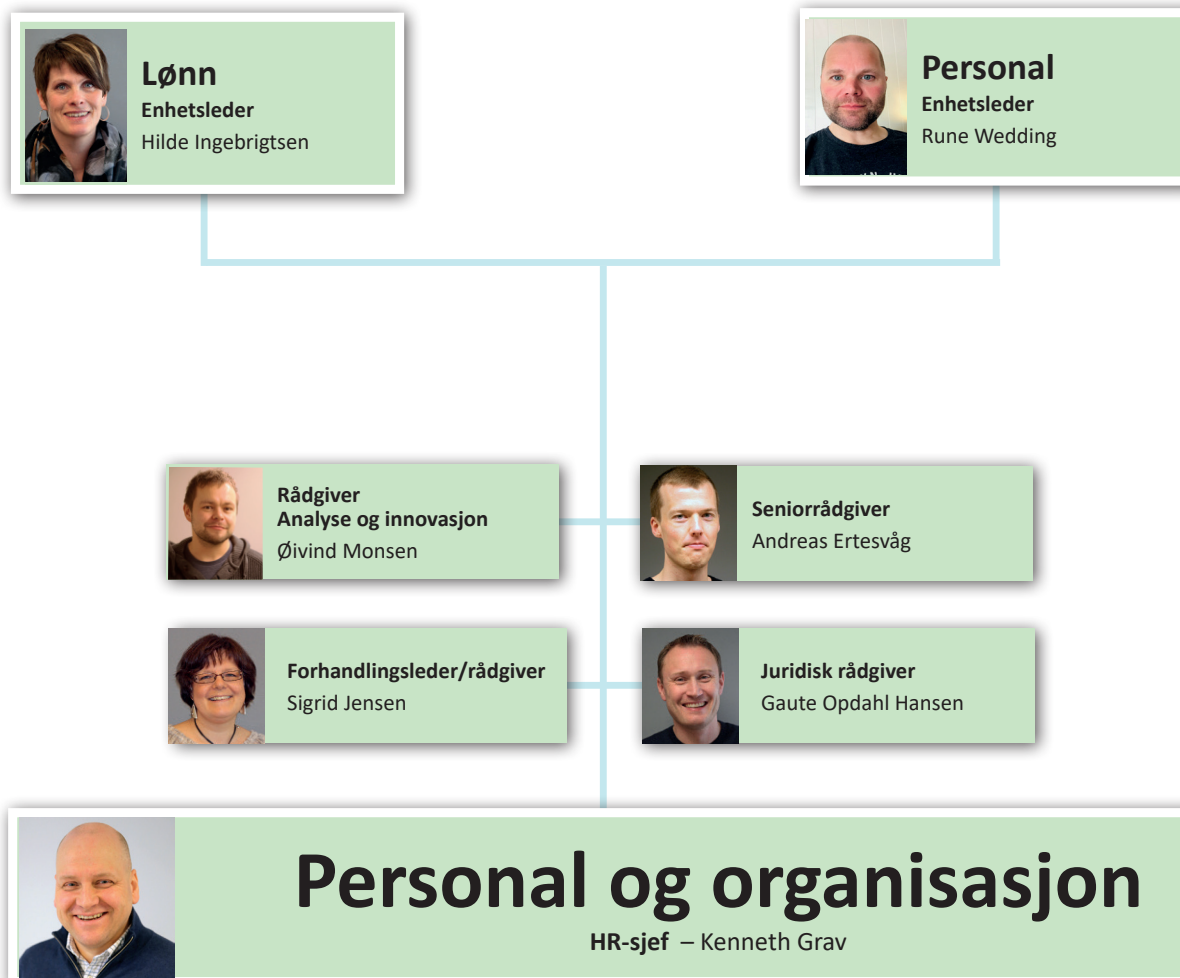 Lønn
Enhetsleder
Hilde Ingebrigtsen
Personal
Enhetsleder
Rune Wedding
Rådgiver
Analyse og innovasjon
Øivind Monsen
Seniorrådgiver
Andreas Ertesvåg
Forhandlingsleder/rådgiver
Sigrid Jensen
Juridisk rådgiver
Gaute Opdahl Hansen
Personal og organisasjon
HR-sjef – Kenneth Grav